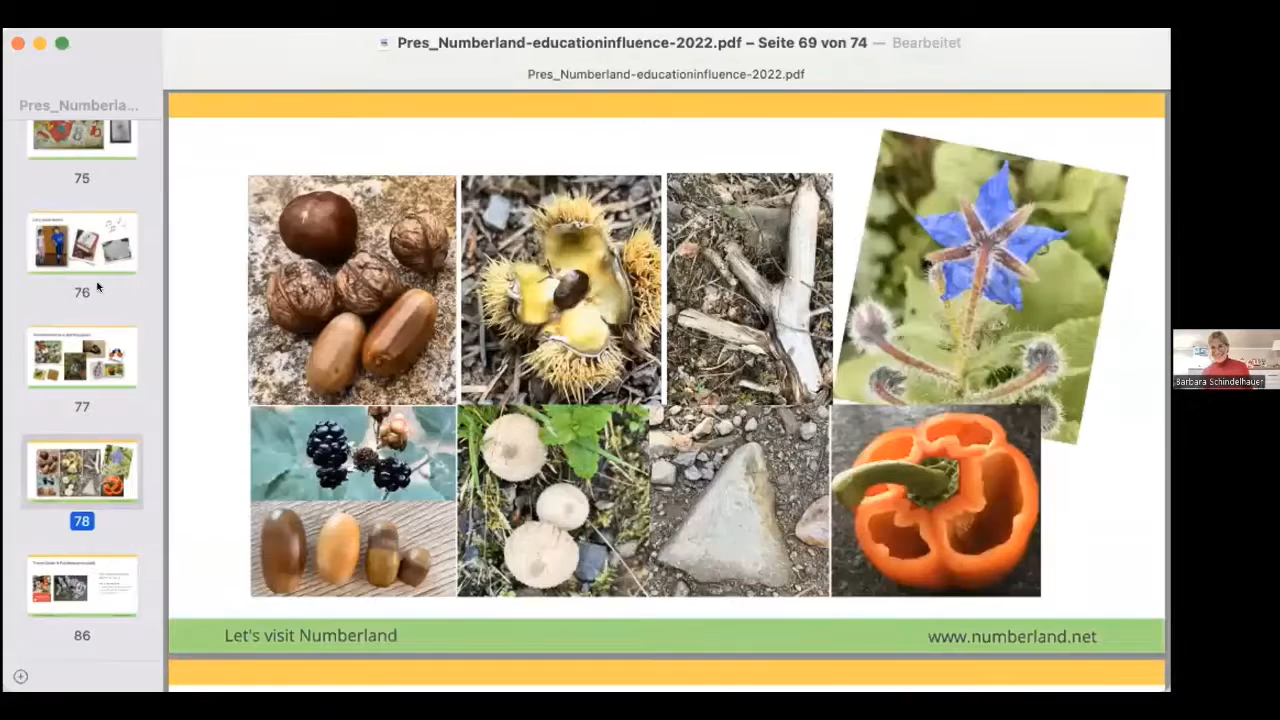 Pres_Numberland-educationinfluence-2022.pdf – Seite 69 von 74 — Bearbeitet
Pres_Numberland-educationinfluence-2022.pdf
Pres_Numberla...
75
76
77
78
86
Let's visit Numberland
www.numberland.net
Barbara Schindelhauer